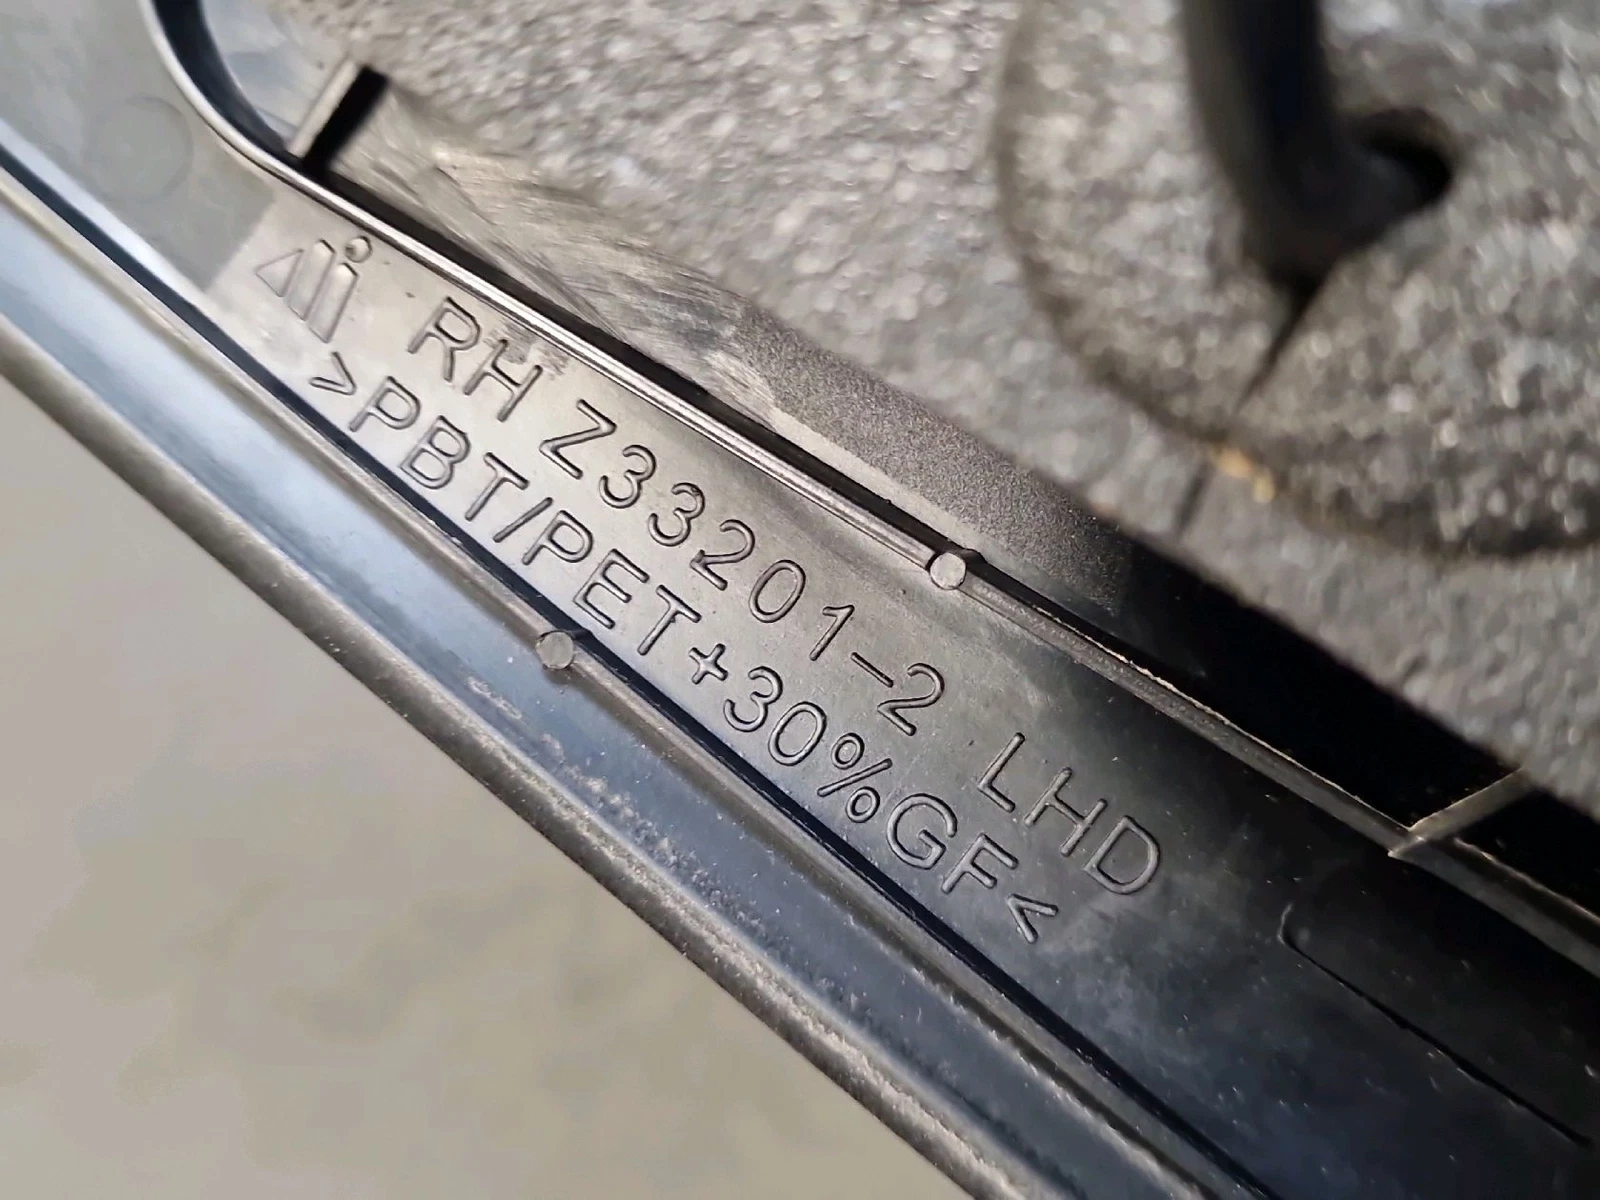 RH Z33201-2 LHD
>PBT/PET+30%GF<